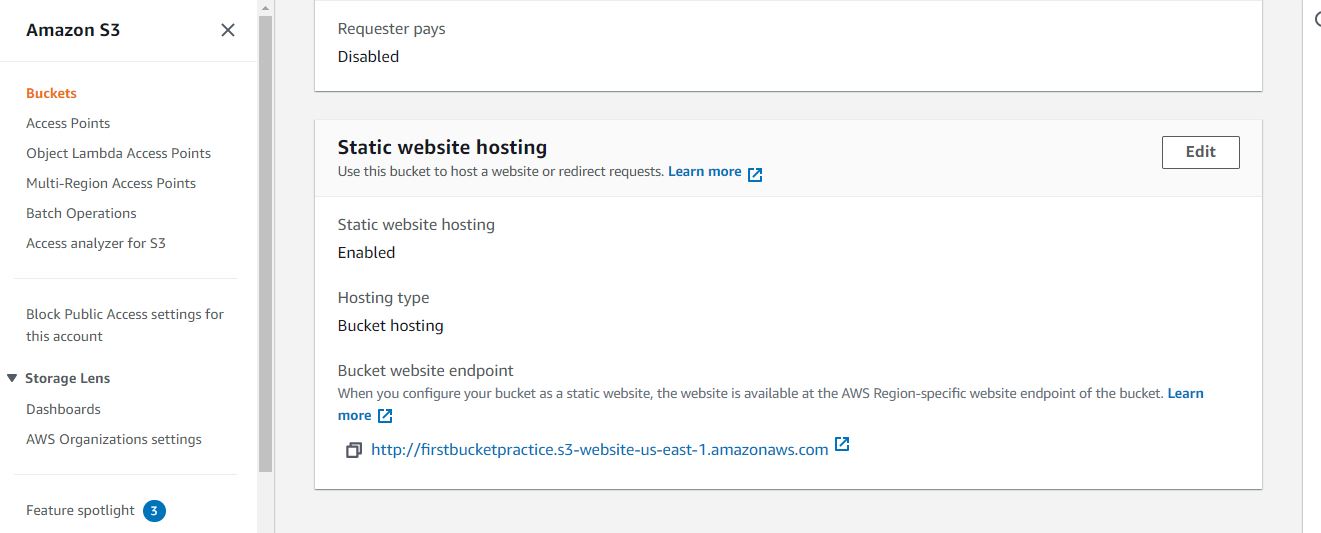 Amazon S3
Buckets
Access Points
Object Lambda Access Points
Multi-Region Access Points
Batch Operations
Access analyzer for S3
Block Public Access settings for
this account
Storage Lens
Dashboards
AWS Organizations settings
Feature spotlight 3
Requester pays
Disabled
Static website hosting
Edit
Use this bucket to host a website or redirect requests. Learn more
Static website hosting
Enabled
Hosting type
Bucket hosting
Bucket website endpoint
When you configure your bucket as a static website, the website is available at the AWS Region-specific website endpoint of the bucket. Learn
more
http://firstbucketpractice.s3-website-us-east-1.amazonaws.com